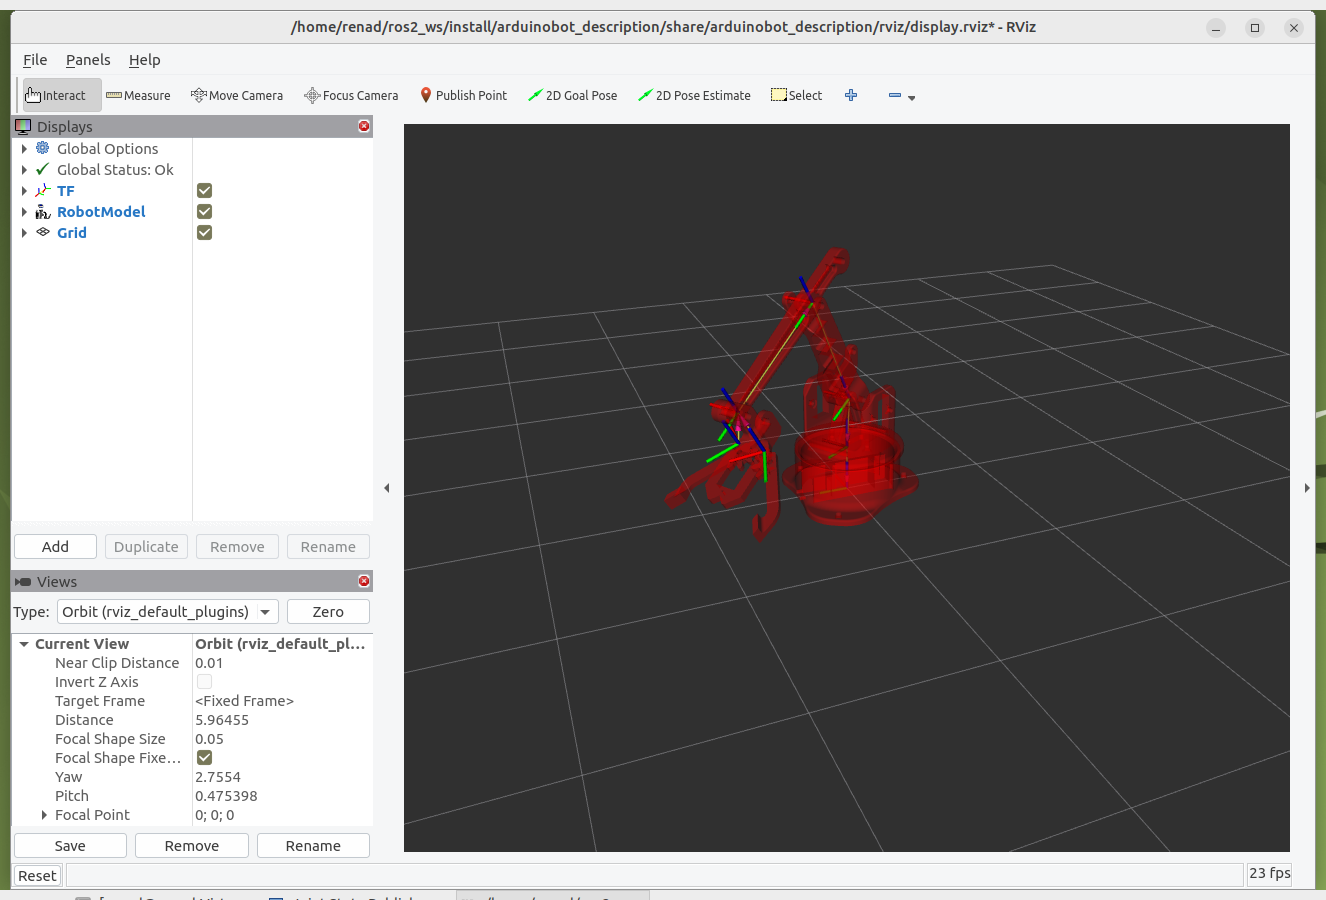 /home/renad/ros2_ws/install/arduinobot_description/share/arduinobot_description/rviz/display.rviz* - RViz
File Panels Help
Interact Measure Move Camera Focus Camera Publish Point 2D Goal Pose 2D Pose Estimate Select
Displays
Global Options
Global Status: Ok
TF
RobotModel
Grid
Add Duplicate Remove Rename
Views
Type: Orbit (rviz_default_plugins) Zero
Current View Orbit (rviz_default_pl...
Near Clip Distance 0.01
Invert Z Axis
Target Frame <Fixed Frame>
Distance 5.96455
Focal Shape Size 0.05
Focal Shape Fixe... 
Yaw 2.7554
Pitch 0.475398
Focal Point 0; 0; 0
Save Remove Rename
Reset 23 fps